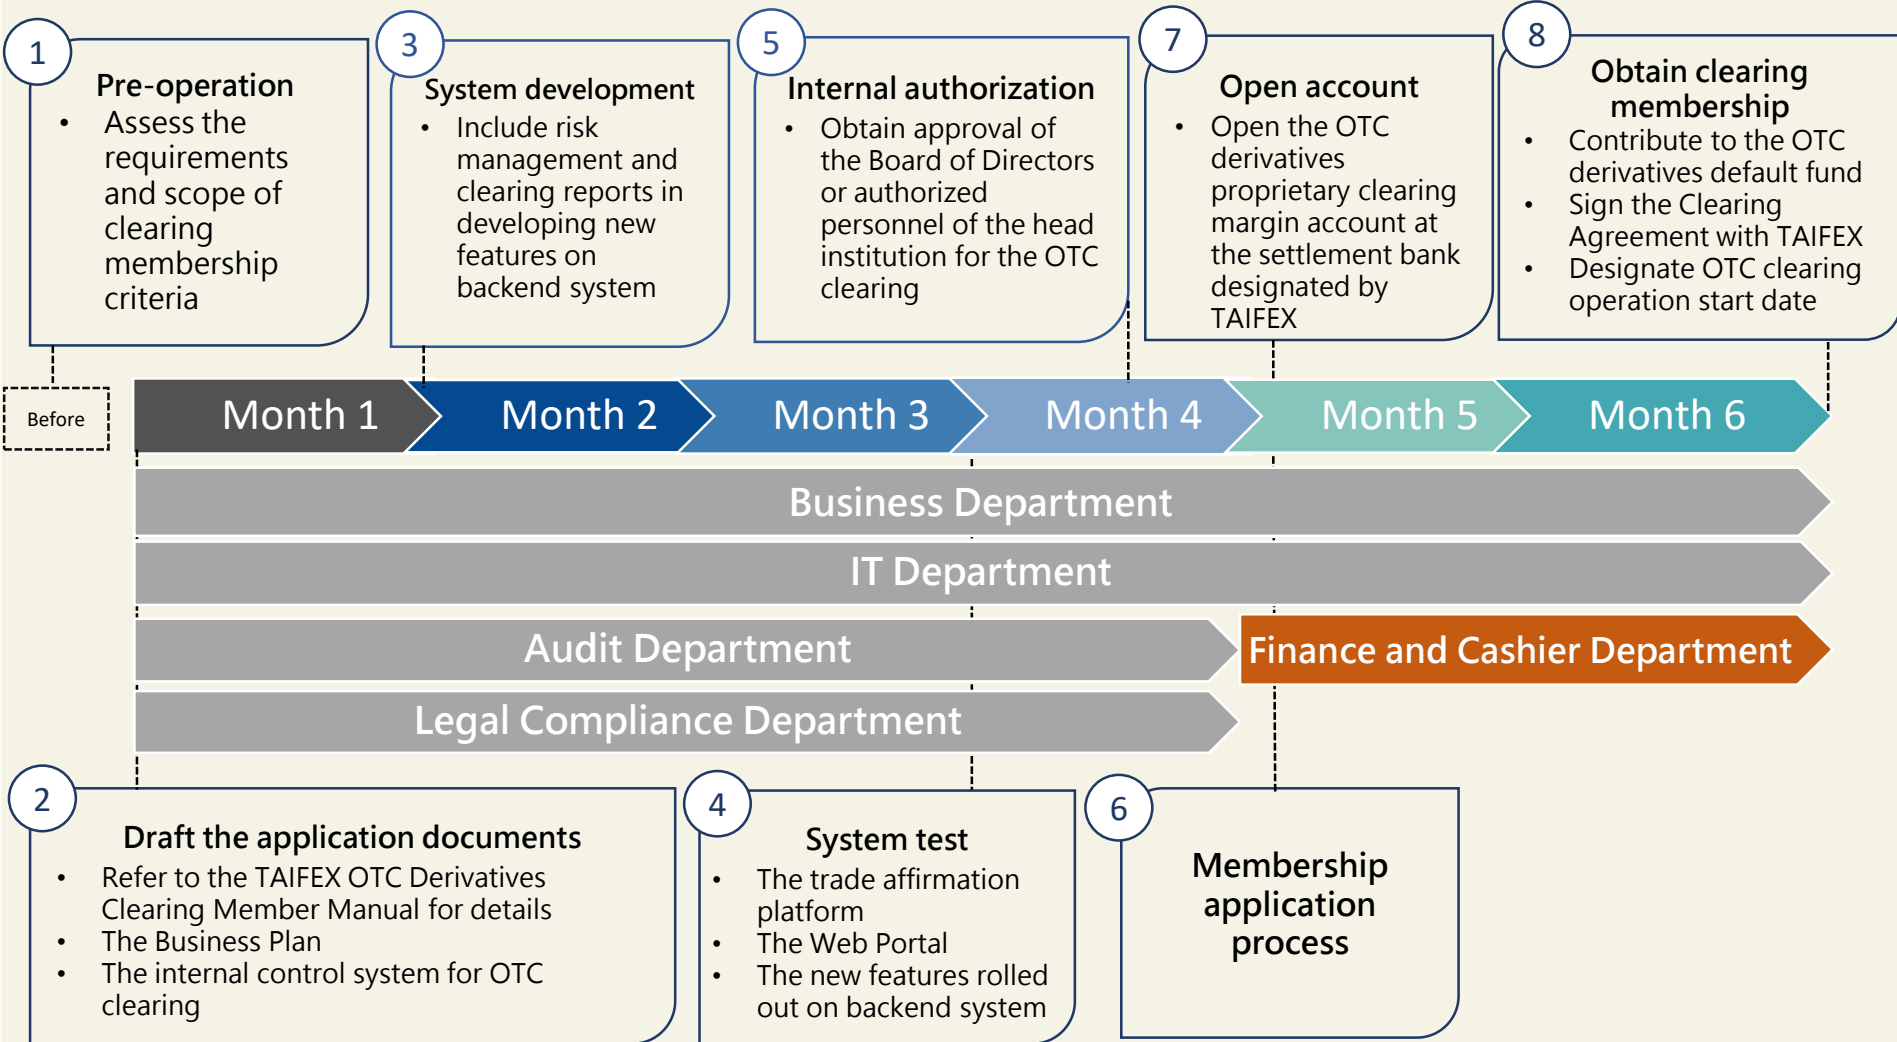 1
Pre-operation
• Assess the
requirements
and scope of
clearing
membership
criteria
3
System development
• Include risk
management and
clearing reports in
developing new
features on
backend system
5
Internal authorization
• Obtain approval of
the Board of Directors
or authorized
personnel of the head
institution for the OTC
clearing
7
Open account
• Open the OTC
derivatives
proprietary clearing
margin account at
the settlement bank
designated by
TAIFEX
8
Obtain clearing
membership
• Contribute to the OTC
derivatives default fund
• Sign the Clearing
Agreement with TAIFEX
• Designate OTC clearing
operation start date
Before
Month 1
Month 2
Month 3
Month 4
Month 5
Month 6
Business Department
IT Department
Audit Department
Finance and Cashier Department
Legal Compliance Department
2
Draft the application documents
• Refer to the TAIFEX OTC Derivatives
Clearing Member Manual for details
• The Business Plan
• The internal control system for OTC
clearing
4
System test
• The trade affirmation
platform
• The Web Portal
• The new features rolled
out on backend system
6
Membership
application
process